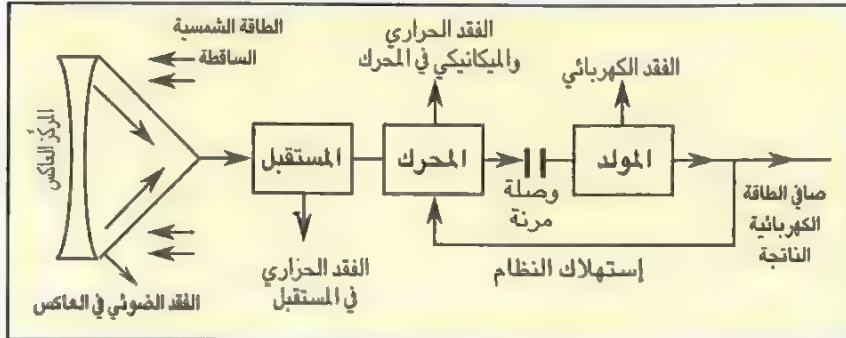 الطاقة الشمسية
الساقطة
المركز العاكس
الفقد الضوئي في العاكس
المستقبل
الفقد الحراري
في المستقبل
الفقد الحراري
والميكانيكي في المحرك
المحرك
وصلة
مرنة
الفقد الكهربائي
المولد
إستهلاك النظام
صافي الطاقة
الكهربائية
الناتجة